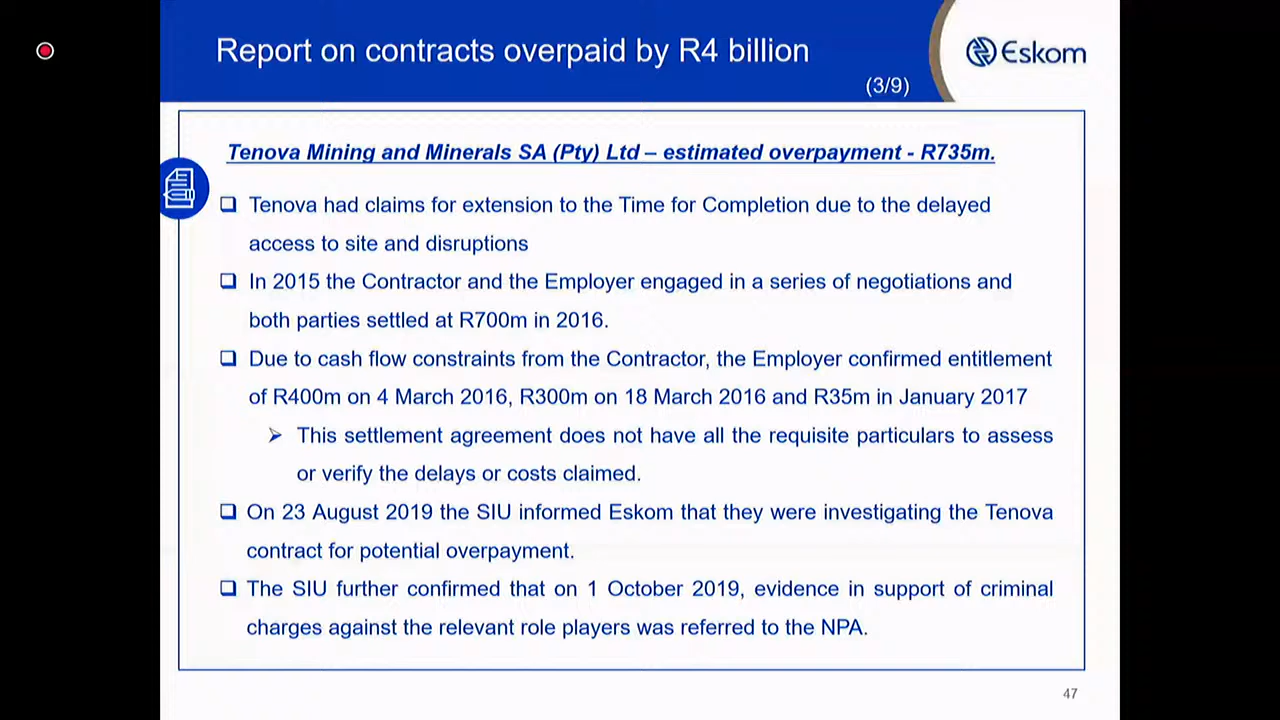 Report on contracts overpaid by R4 billion
(3/9)
Eskom
Tenova Mining and Minerals SA (Pty) Ltd – estimated overpayment - R735m.
Tenova had claims for extension to the Time for Completion due to the delayed
access to site and disruptions
In 2015 the Contractor and the Employer engaged in a series of negotiations and
both parties settled at R700m in 2016.
Due to cash flow constraints from the Contractor, the Employer confirmed entitlement
of R400m on 4 March 2016, R300m on 18 March 2016 and R35m in January 2017
This settlement agreement does not have all the requisite particulars to assess
or verify the delays or costs claimed.
On 23 August 2019 the SIU informed Eskom that they were investigating the Tenova
contract for potential overpayment.
The SIU further confirmed that on 1 October 2019, evidence in support of criminal
charges against the relevant role players was referred to the NPA.
47